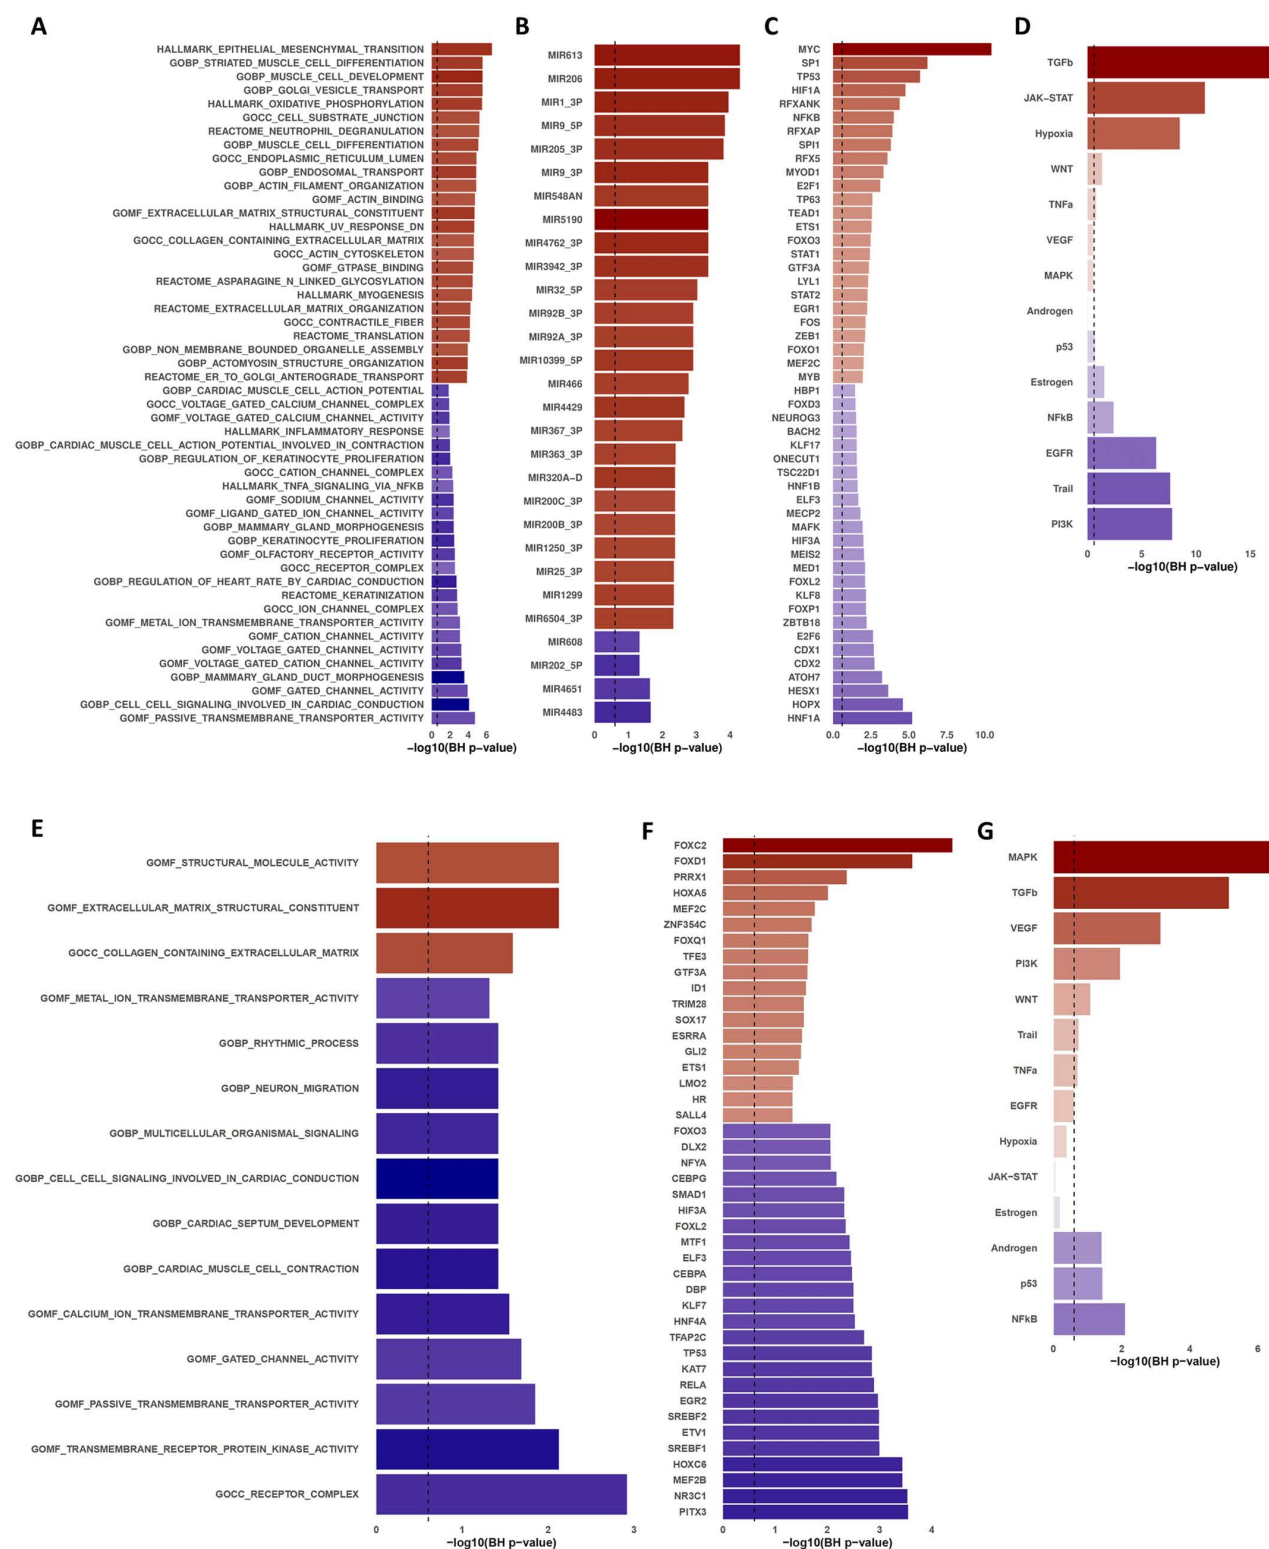 A
HALLMARK_EPITHELIAL_MESENCHYMAL_TRANSITION
GOBP_STRIATED_MUSCLE_CELL_DIFFERENTIATION
GOBP_MUSCLE_CELL_DEVELOPMENT
GOBP_GOLGI_VESICLE_TRANSPORT
HALLMARK_OXIDATIVE_PHOSPHORYLATION
GOCC_CELL_SUBSTRATE_JUNCTION
REACTOME_NEUTROPHIL_DEGRANULATION
GOBP_MUSCLE_CELL_DIFFERENTIATION
GOCC_ENDOPLASMIC_RETICULUM_LUMEN
GOBP_ENDOSOMAL_TRANSPORT
GOBP_ACTIN_FILAMENT_ORGANIZATION
GOMF_ACTIN_BINDING
GOMF_EXTRACELLULAR_MATRIX_STRUCTURAL_CONSTITUENT
HALLMARK_UV_RESPONSE_DN
GOCC_COLLAGEN_CONTAINING_EXTRACELLULAR_MATRIX
GOCC_ACTIN_CYTOSKELETON
GOMF_GTPASE_BINDING
REACTOME_ASPARAGINE_N_LINKED_GLYCOSYLATION
HALLMARK_MYOGENESIS
REACTOME_EXTRACELLULAR_MATRIX_ORGANIZATION
GOCC_CONTRACTILE_FIBER
REACTOME_TRANSLATION
GOBP_NON_MEMBRANE_BOUNDED_ORGANELLE_ASSEMBLY
GOBP_ACTOMYOSIN_STRUCTURE_ORGANIZATION
REACTOME_ER_TO_GOLGI_ANTEROGRADE_TRANSPORT
GOBP_CARDIAC_MUSCLE_CELL_ACTION_POTENTIAL
GOCC_VOLTAGE_GATED_CALCIUM_CHANNEL_COMPLEX
GOMF_VOLTAGE_GATED_CALCIUM_CHANNEL_ACTIVITY
HALLMARK_INFLAMMATORY_RESPONSE
GOBP_CARDIAC_MUSCLE_CELL_ACTION_POTENTIAL_INVOLVED_IN_CONTRACTION
GOBP_REGULATION_OF_KERATINOCYTE_PROLIFERATION
GOCC_CATION_CHANNEL_COMPLEX
HALLMARK_TNFA_SIGNALING_VIA_NFKB
GOMF_SODIUM_CHANNEL_ACTIVITY
GOMF_LIGAND_GATED_ION_CHANNEL_ACTIVITY
GOBP_MAMMARY_GLAND_MORPHOGENESIS
GOBP_KERATINOCYTE_PROLIFERATION
GOMF_OLFACTORY_RECEPTOR_ACTIVITY
GOCC_RECEPTOR_COMPLEX
GOBP_REGULATION_OF_HEART_RATE_BY_CARDIAC_CONDUCTION
REACTOME_KERATINIZATION
GOCC_ION_CHANNEL_COMPLEX
GOMF_METAL_ION_TRANSMEMBRANE_TRANSPORTER_ACTIVITY
GOMF_CATION_CHANNEL_ACTIVITY
GOMF_VOLTAGE_GATED_CHANNEL_ACTIVITY
GOMF_VOLTAGE_GATED_CATION_CHANNEL_ACTIVITY
GOBP_MAMMARY_GLAND_DUCT_MORPHOGENESIS
GOMF_GATED_CHANNEL_ACTIVITY
GOBP_CELL_CELL_SIGNALING_INVOLVED_IN_CARDIAC_CONDUCTION
GOMF_PASSIVE_TRANSMEMBRANE_TRANSPORTER_ACTIVITY
0 2 4 6 8
−log10(BH p−value)
B
MIR613
MIR206
MIR1_3P
MIR9_5P
MIR205_3P
MIR9_3P
MIR548AN
MIR5190
MIR4762_3P
MIR3942_3P
MIR32_5P
MIR92B_3P
MIR92A_3P
MIR10399_5P
MIR466
MIR4429
MIR367_3P
MIR363_3P
MIR320A−D
MIR200C_3P
MIR200B_3P
MIR1250_3P
MIR25_3P
MIR1299
MIR6504_3P
MIR608
MIR202_5P
MIR4651
MIR4483
0 1 2 3 4
−log10(BH p−value)
C
MYC
SP1
TP53
HIF1A
RFXANK
NFKB
RFXAP
SPI1
RFX5
MYOD1
E2F1
TP63
TEAD1
ETS1
FOXO3
STAT1
GTF3A
LYL1
STAT2
EGR1
FOS
ZEB1
FOXO1
MEF2C
MYB
HBP1
FOXD3
NEUROG3
BACH2
KLF17
ONECUT1
TSC22D1
HNF1B
ELF3
MECP2
MAFK
HIF3A
MEIS2
MED1
FOXL2
KLF8
FOXP1
ZBTB18
E2F6
CDX1
CDX2
ATOH7
HESX1
HOPX
HNF1A
0.0 2.5 5.0 7.5 10.0
−log10(BH p−value)
D
TGFb
JAK−STAT
Hypoxia
WNT
TNFa
VEGF
MAPK
Androgen
p53
Estrogen
NFkB
EGFR
Trail
PI3K
0 5 10 15
−log10(BH p−value)
E
GOMF_STRUCTURAL_MOLECULE_ACTIVITY
GOMF_EXTRACELLULAR_MATRIX_STRUCTURAL_CONSTITUENT
GOCC_COLLAGEN_CONTAINING_EXTRACELLULAR_MATRIX
GOMF_METAL_ION_TRANSMEMBRANE_TRANSPORTER_ACTIVITY
GOBP_RHYTHMIC_PROCESS
GOBP_NEURON_MIGRATION
GOBP_MULTICELLULAR_ORGANISMAL_SIGNALING
GOBP_CELL_CELL_SIGNALING_INVOLVED_IN_CARDIAC_CONDUCTION
GOBP_CARDIAC_SEPTUM_DEVELOPMENT
GOBP_CARDIAC_MUSCLE_CELL_CONTRACTION
GOMF_CALCIUM_ION_TRANSMEMBRANE_TRANSPORTER_ACTIVITY
GOMF_GATED_CHANNEL_ACTIVITY
GOMF_PASSIVE_TRANSMEMBRANE_TRANSPORTER_ACTIVITY
GOMF_TRANSMEMBRANE_RECEPTOR_PROTEIN_KINASE_ACTIVITY
GOCC_RECEPTOR_COMPLEX
0 1 2 3
−log10(BH p−value)
F
FOXC2
FOXD1
PRRX1
HOXA5
MEF2C
ZNF354C
FOXQ1
TFE3
GTF3A
ID1
TRIM28
SOX17
ESRRA
GLI2
ETS1
LMO2
HR
SALL4
FOXO3
DLX2
NFYA
CEBPG
SMAD1
HIF3A
FOXL2
MTF1
ELF3
CEBPA
DBP
KLF7
HNF4A
TFAP2C
TP53
KAT7
RELA
EGR2
SREBF2
ETV1
SREBF1
HOXC6
MEF2B
NR3C1
PITX3
0 1 2 3 4
−log10(BH p−value)
G
MAPK
TGFb
VEGF
PI3K
WNT
Trail
TNFa
EGFR
Hypoxia
JAK−STAT
Estrogen
Androgen
p53
NFkB
0 2 4 6
−log10(BH p−value)